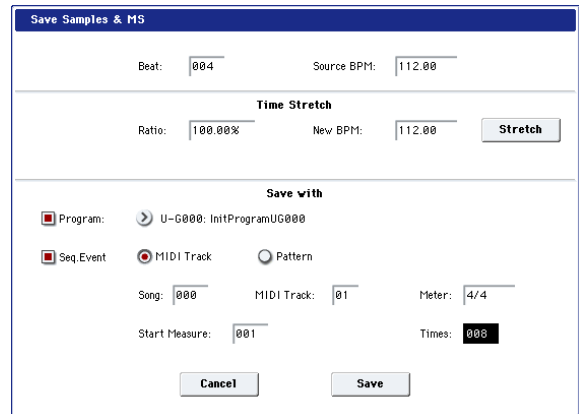 Save Samples & MS
Beat: 004 Source BPM: 112.00
Time Stretch
Ratio: 100.00% New BPM: 112.00 Stretch
Save with
Program: U-G000: InitProgramUG000
Seq.Event MIDI Track Pattern
Song: 000 MIDI Track: 01 Meter: 4/4
Start Measure: 001 Times: 008
Cancel Save